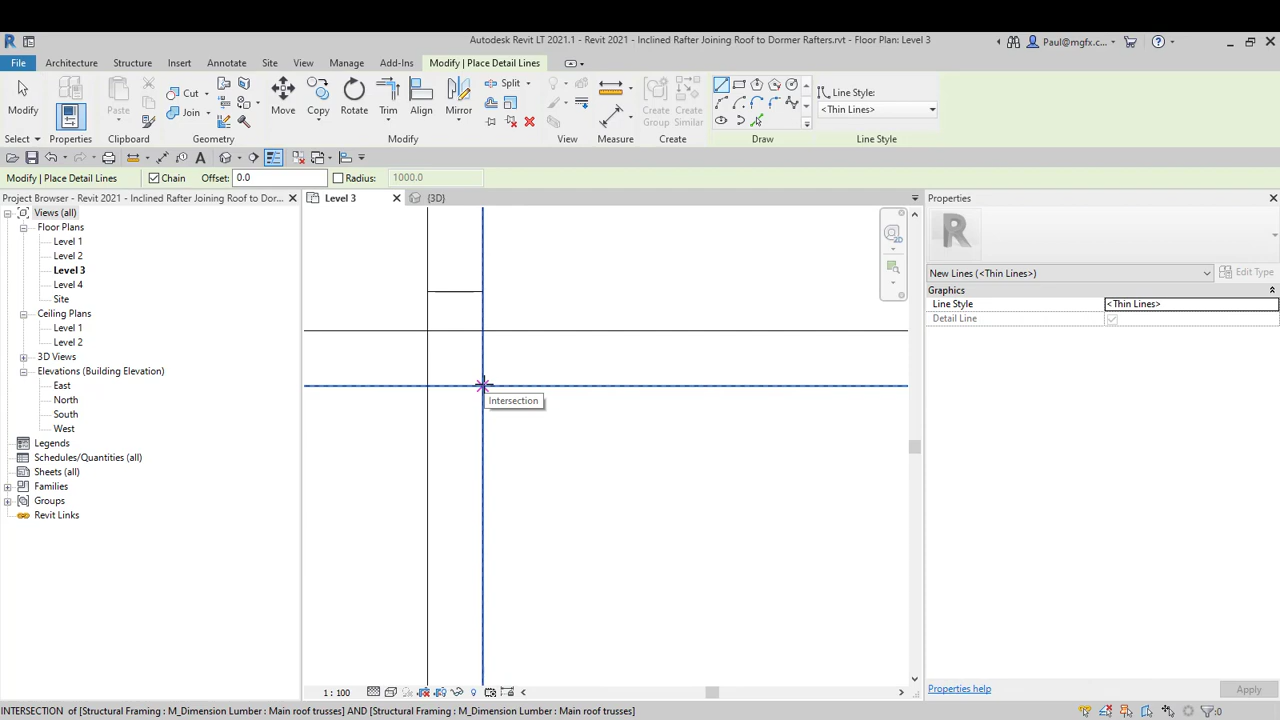 Autodesk Revit LT 2021.1 - Revit 2021 - Inclined Rafter Joining Roof to Dormer Rafters.rvt - Floor Plan: Level 3
Paul@mgfx.c...
File Architecture Structure Insert Annotate Site View Manage Add-Ins Modify | Place Detail Lines
Modify Properties Paste Cut Join Move Copy Rotate Trim Align Mirror Split Create Group Create Similar Line Style:
<Thin Lines>
Select Properties Clipboard Geometry Modify View Measure Create Draw Line Style
Modify | Place Detail Lines Chain Offset: 0.0 Radius: 1000.0
Project Browser - Revit 2021 - Inclined Rafter Joining Roof to Dor...
Views (all)
Floor Plans
Level 1
Level 2
Level 3
Level 4
Site
Ceiling Plans
Level 1
Level 2
3D Views
Elevations (Building Elevation)
East
North
South
West
Legends
Schedules/Quantities (all)
Sheets (all)
Families
Groups
Revit Links
Level 3 {3D}
2D
Intersection
1 : 100
Properties
R
New Lines (<Thin Lines>) Edit Type
Graphics
Line Style <Thin Lines>
Detail Line
Properties help Apply
INTERSECTION of [Structural Framing : M_Dimension Lumber : Main roof trusses] AND [Structural Framing : M_Dimension Lumber : Main roof trusses]
:0